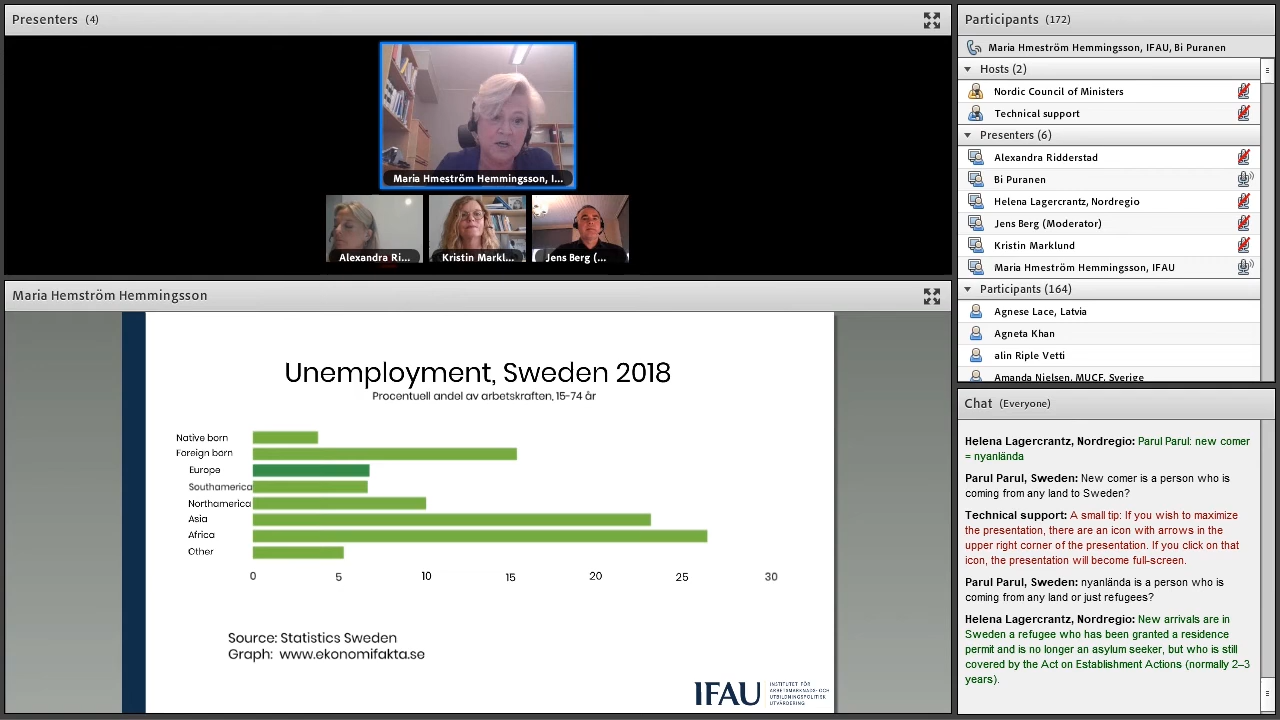 Presenters (4)
Maria Hmeström Hemmingsson, I...
Alexandra Ri...
Kristin Markl...
Jens Berg (...
Maria Hemström Hemmingsson
Unemployment, Sweden 2018
Procentuell andel av arbetskraften, 15-74 år
Native born
Foreign born
Europe
Southamerica
Northamerica
Asia
Africa
Other
0 5 10 15 20 25 30
Source: Statistics Sweden
Graph: www.ekonomifakta.se
IFAU
INSTITUTET FÖR
ARBETSMARKNADS- OCH
UTBILDNINGSPOLITISK
UTVÄRDERING
Participants (172)
Maria Hmeström Hemmingsson, IFAU, Bi Puranen
Hosts (2)
Nordic Council of Ministers
Technical support
Presenters (6)
Alexandra Ridderstad
Bi Puranen
Helena Lagercrantz, Nordregio
Jens Berg (Moderator)
Kristin Marklund
Maria Hmeström Hemmingsson, IFAU
Participants (164)
Agnese Lace, Latvia
Agneta Khan
alin Riple Vetti
Amanda Nielsen, MUCF, Sverige
Chat (Everyone)
Helena Lagercrantz, Nordregio: Parul Parul: new comer
= nyanlända
Parul Parul, Sweden: New comer is a person who is
coming from any land to Sweden?
Technical support: A small tip: If you wish to maximize
the presentation, there are an icon with arrows in the
upper right corner of the presentation. If you click on that
icon, the presentation will become full-screen.
Parul Parul, Sweden: nyanlända is a person who is
coming from any land or just refugees?
Helena Lagercrantz, Nordregio: New arrivals are in
Sweden a refugee who has been granted a residence
permit and is no longer an asylum seeker, but who is still
covered by the Act on Establishment Actions (normally 2–3
years).